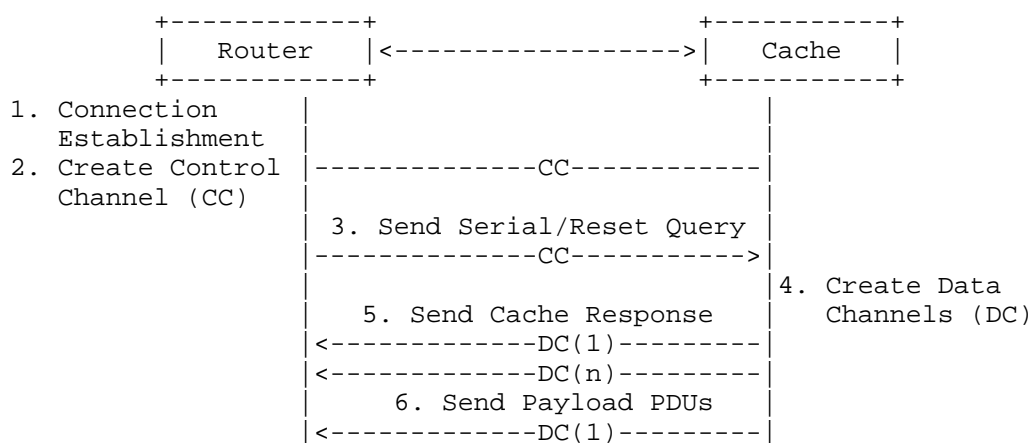 +------------+                    +-----------+
|   Router   |<------------------>|   Cache   |
+------------+                    +-----------+
1. Connection     |                            |
   Establishment  |                            |
2. Create Control |--------------CC------------|
   Channel (CC)   |                            |
                  | 3. Send Serial/Reset Query |
                  |--------------CC----------->|
                  |                            |4. Create Data
                  |   5. Send Cache Response   |   Channels (DC)
                  |<-------------DC(1)---------|
                  |<-------------DC(n)---------|
                  |     6. Send Payload PDUs   |
                  |<-------------DC(1)---------|